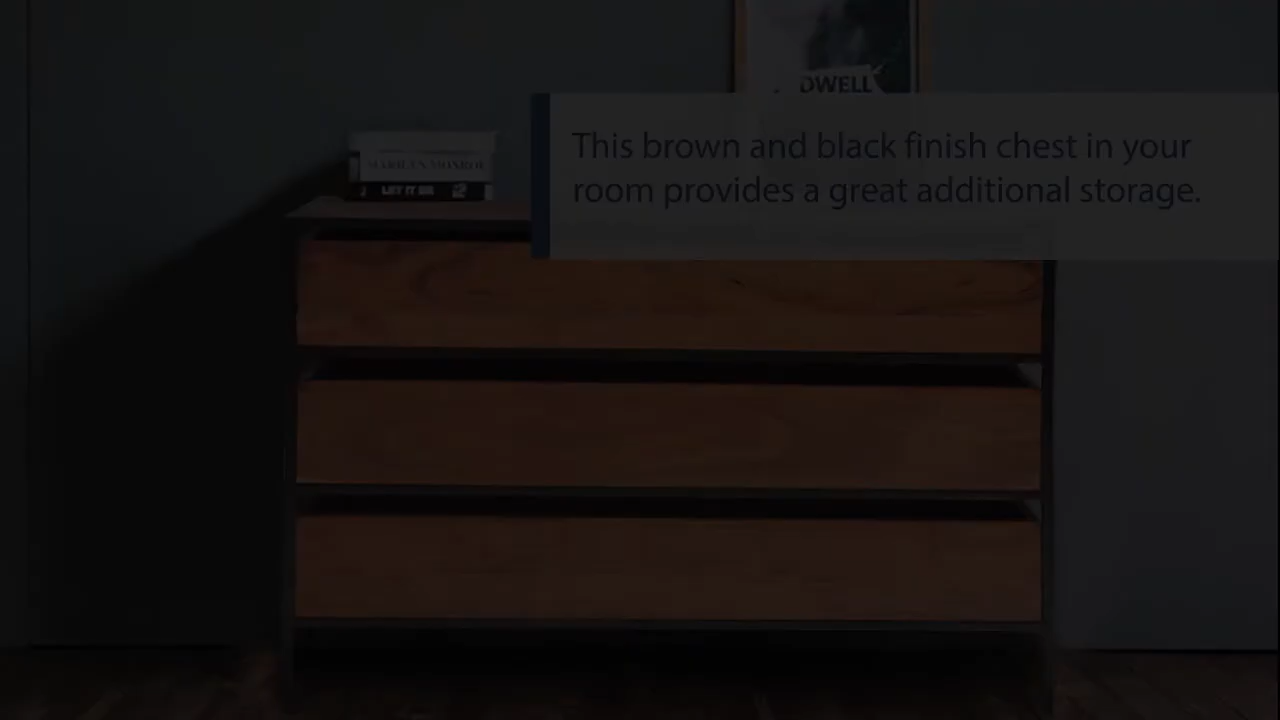 DWELL
This brown and black finish chest in your
room provides a great additional storage.
MARILYN MONROE
LET IT BE 2